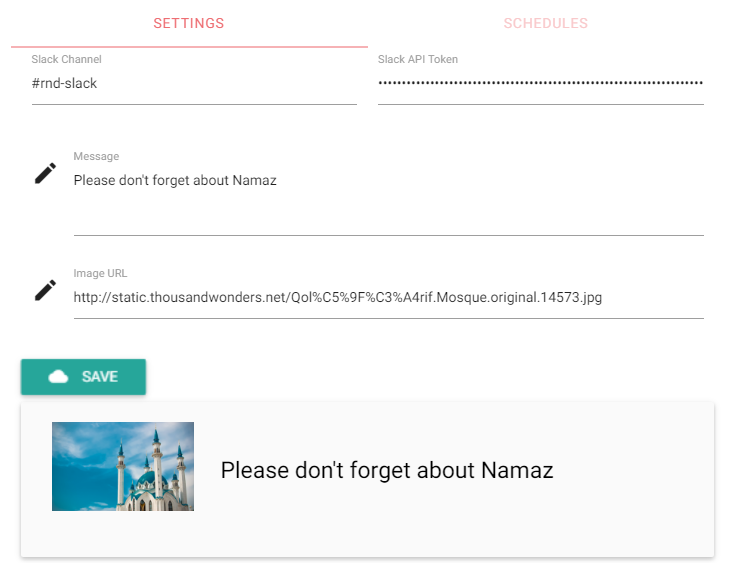 SETTINGS
SCHEDULES
Slack Channel
Slack API Token
#rnd-slack
Message
Please don't forget about Namaz
Image URL
http://static.thousandwonders.net/Qol%C5%9F%C3%A4rif.Mosque.original.14573.jpg
SAVE
Please don't forget about Namaz